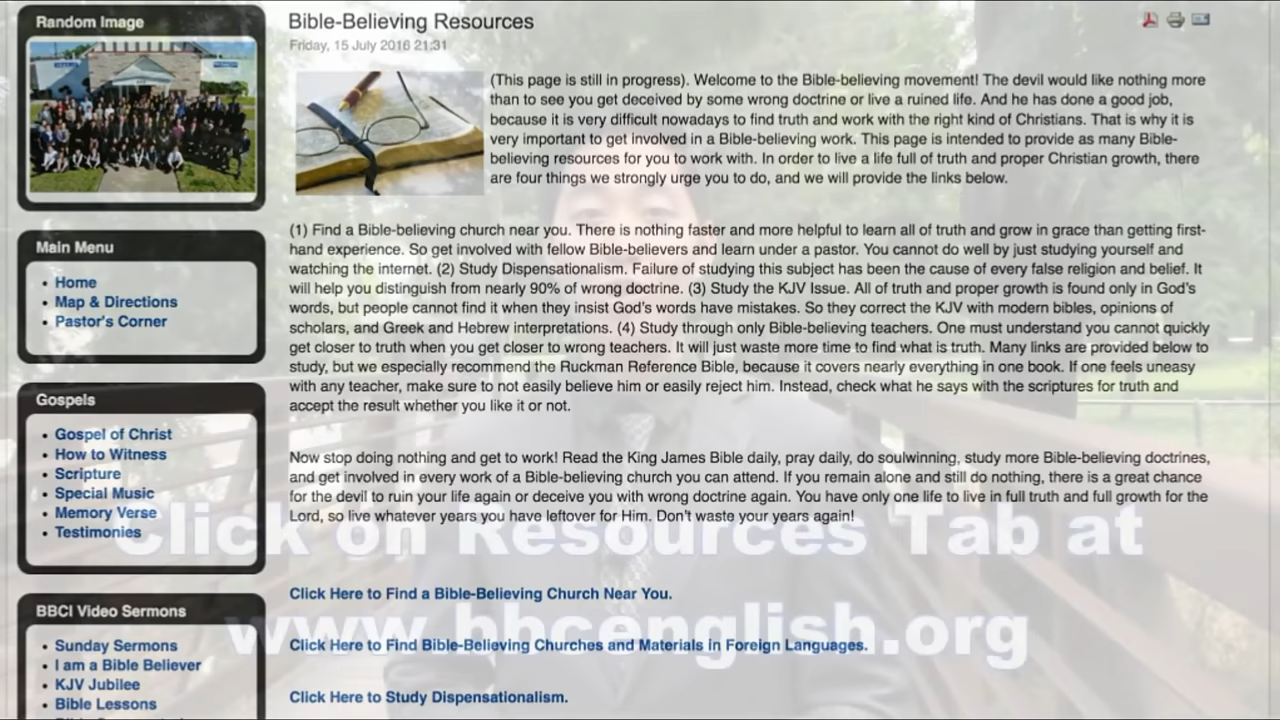 Random Image
Main Menu
Home
Map & Directions
Pastor's Corner
Gospels
Gospel of Christ
How to Witness
Scripture
Special Music
Memory Verse
Testimonies
BBCI Video Sermons
Sunday Sermons
I am a Bible Believer
KJV Jubilee
Bible Lessons
Bible-Believing Resources
Friday, 15 July 2016 21:31
(This page is still in progress). Welcome to the Bible-believing movement! The devil would like nothing more
than to see you get deceived by some wrong doctrine or live a ruined life. And he has done a good job,
because it is very difficult nowadays to find truth and work with the right kind of Christians. That is why it is
very important to get involved in a Bible-believing work. This page is intended to provide as many Bible-
believing resources for you to work with. In order to live a life full of truth and proper Christian growth, there
are four things we strongly urge you to do, and we will provide the links below.
(1) Find a Bible-believing church near you. There is nothing faster and more helpful to learn all of truth and grow in grace than getting first-
hand experience. So get involved with fellow Bible-believers and learn under a pastor. You cannot do well by just studying yourself and
watching the internet. (2) Study Dispensationalism. Failure of studying this subject has been the cause of every false religion and belief. It
will help you distinguish from nearly 90% of wrong doctrine. (3) Study the KJV Issue. All of truth and proper growth is found only in God's
words, but people cannot find it when they insist God's words have mistakes. So they correct the KJV with modern bibles, opinions of
scholars, and Greek and Hebrew interpretations. (4) Study through only Bible-believing teachers. One must understand you cannot quickly
get closer to truth when you get closer to wrong teachers. It will just waste more time to find what is truth. Many links are provided below to
study, but we especially recommend the Ruckman Reference Bible, because it covers nearly everything in one book. If one feels uneasy
with any teacher, make sure to not easily believe him or easily reject him. Instead, check what he says with the scriptures for truth and
accept the result whether you like it or not.
Now stop doing nothing and get to work! Read the King James Bible daily, pray daily, do soulwinning, study more Bible-believing doctrines,
and get involved in every work of a Bible-believing church you can attend. If you remain alone and still do nothing, there is a great chance
for the devil to ruin your life again or deceive you with wrong doctrine again. You have only one life to live in full truth and full growth for the
Lord, so live whatever years you have leftover for Him. Don't waste your years again!
Click on Resources Tab at
www.bbcenglish.org
Click Here to Find a Bible-Believing Church Near You.
Click Here to Find Bible-Believing Churches and Materials in Foreign Languages.
Click Here to Study Dispensationalism.